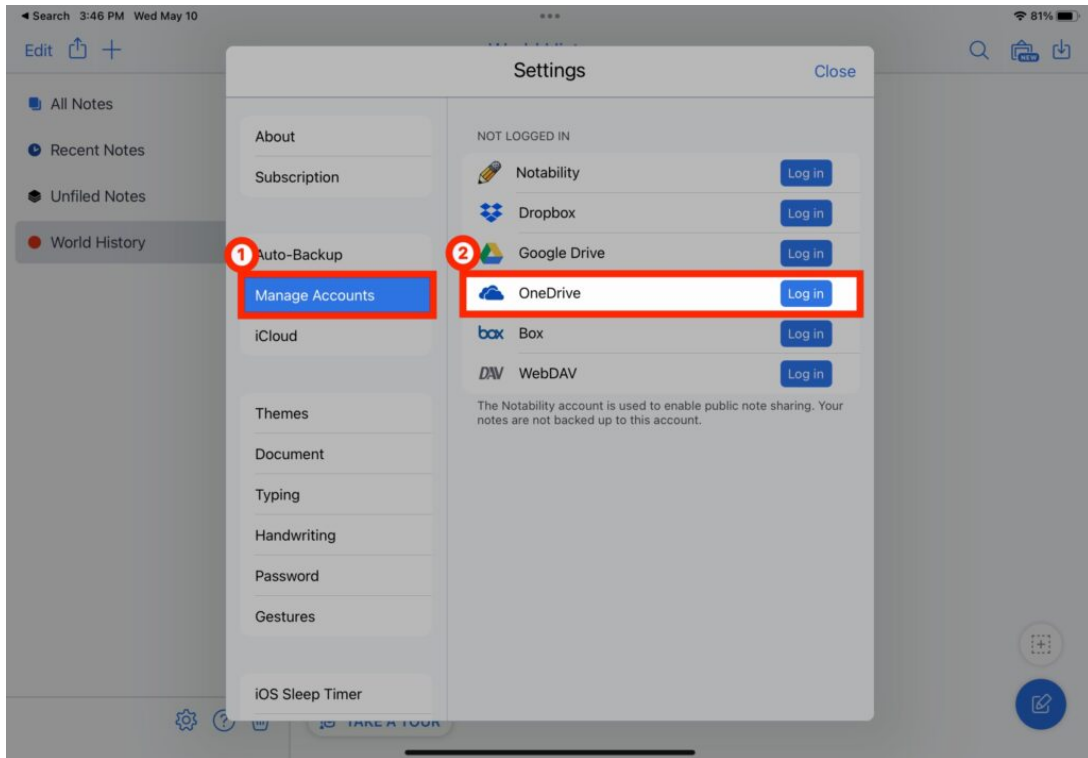 Search 3:46 PM Wed May 10
81%
Edit
NEW
Settings
Close
All Notes
Recent Notes
Unfiled Notes
World History
About
Subscription
1
Auto-Backup
Manage Accounts
iCloud
Themes
Document
Typing
Handwriting
Password
Gestures
iOS Sleep Timer
NOT LOGGED IN
Notability Log in
Dropbox Log in
2
Google Drive Log in
OneDrive Log in
box Box Log in
DAV WebDAV Log in
The Notability account is used to enable public note sharing. Your
notes are not backed up to this account.
?
TAKE A TOUR